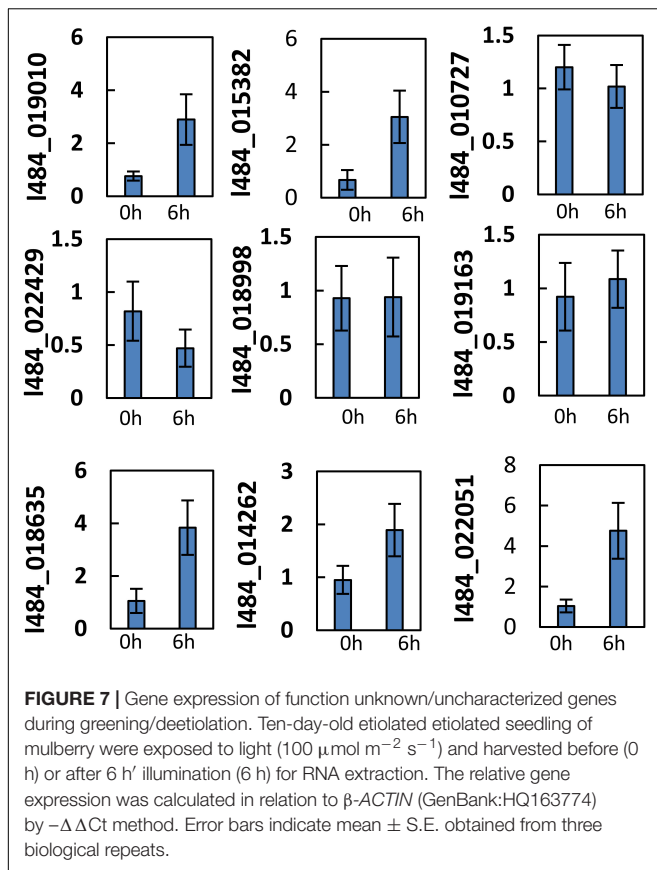 I484_019010
6
4
2
0
0h 6h
I484_015382
6
4
2
0
0h 6h
I484_010727
1.5
1
0.5
0
0h 6h
I484_022429
1.5
1
0.5
0
0h 6h
I484_018998
1.5
1
0.5
0
0h 6h
I484_019163
1.5
1
0.5
0
0h 6h
I484_018635
6
4
2
0
0h 6h
I484_014262
3
2
1
0
0h 6h
I484_022051
8
6
4
2
0
0h 6h
FIGURE 7 | Gene expression of function unknown/uncharacterized genes
during greening/deetiolation. Ten-day-old etiolated etiolated seedling of
mulberry were exposed to light (100 μmol m⁻² s⁻¹) and harvested before (0
h) or after 6 h′ illumination (6 h) for RNA extraction. The relative gene
expression was calculated in relation to β-ACTIN (GenBank:HQ163774)
by −Δ ΔCt method. Error bars indicate mean ± S.E. obtained from three
biological repeats.